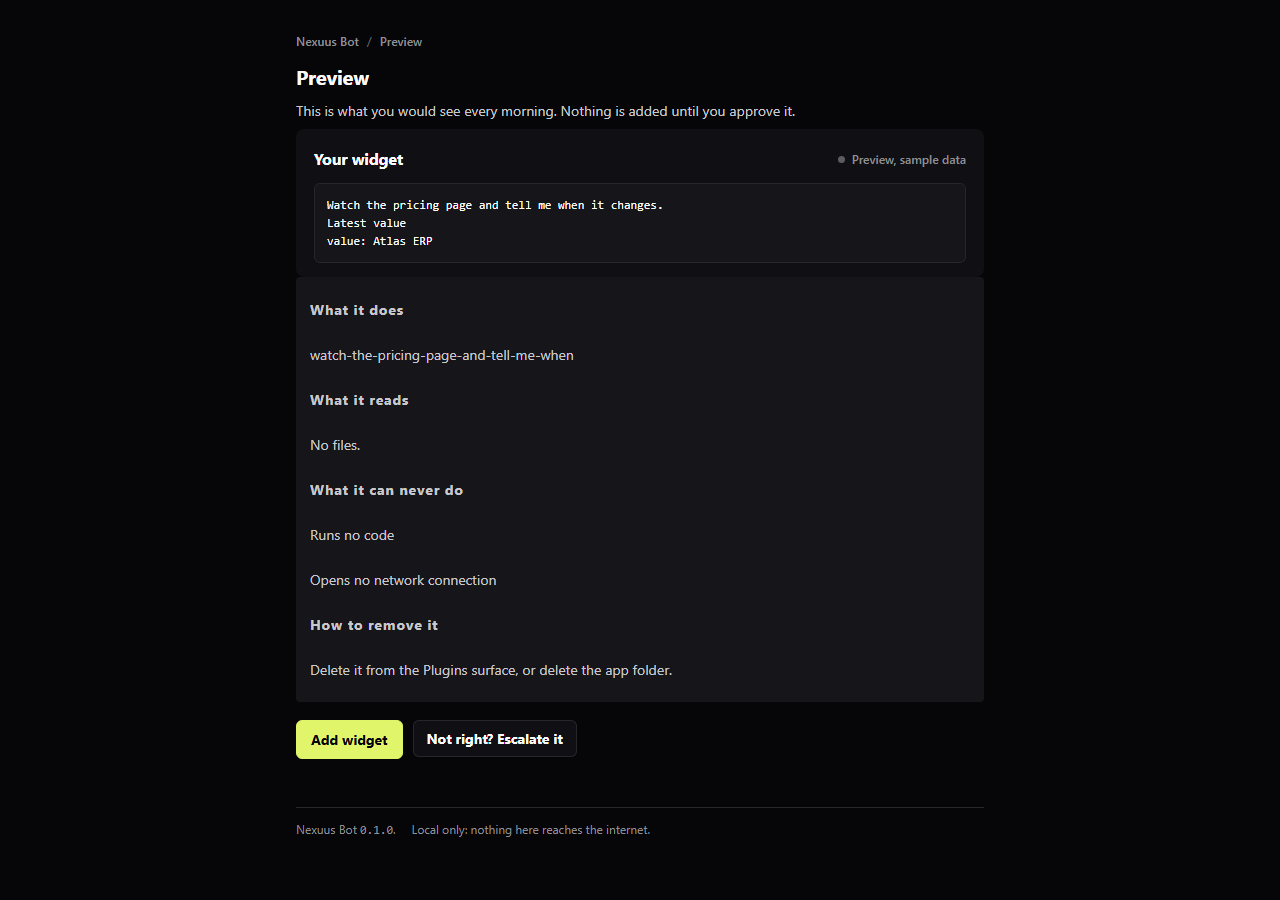 Nexuus Bot / Preview
Preview
This is what you would see every morning. Nothing is added until you approve it.
Your widget
Preview, sample data
Watch the pricing page and tell me when it changes.
Latest value
value: Atlas ERP
What it does
watch-the-pricing-page-and-tell-me-when
What it reads
No files.
What it can never do
Runs no code
Opens no network connection
How to remove it
Delete it from the Plugins surface, or delete the app folder.
Add widget
Not right? Escalate it
Nexuus Bot 0.1.0. Local only: nothing here reaches the internet.